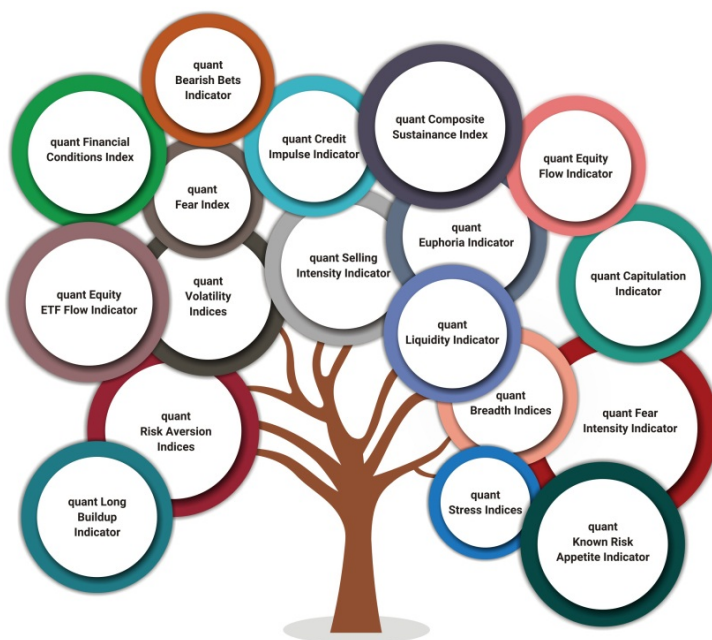 quant
Bearish Bets
Indicator
quant Financial
Conditions Index
quant Credit
Impulse Indicator
quant Composite
Sustainance Index
quant Equity
Flow Indicator
quant
Fear Index
quant
Euphoria Indicator
quant Selling
Intensity Indicator
quant Capitulation
Indicator
quant Equity
ETF Flow Indicator
quant
Volatility
Indices
quant
Liquidity Indicator
quant
Risk Aversion
Indices
quant
Breadth Indices
quant Fear
Intensity Indicator
quant Long
Buildup
Indicator
quant
Stress Indices
quant
Known Risk
Appetite Indicator